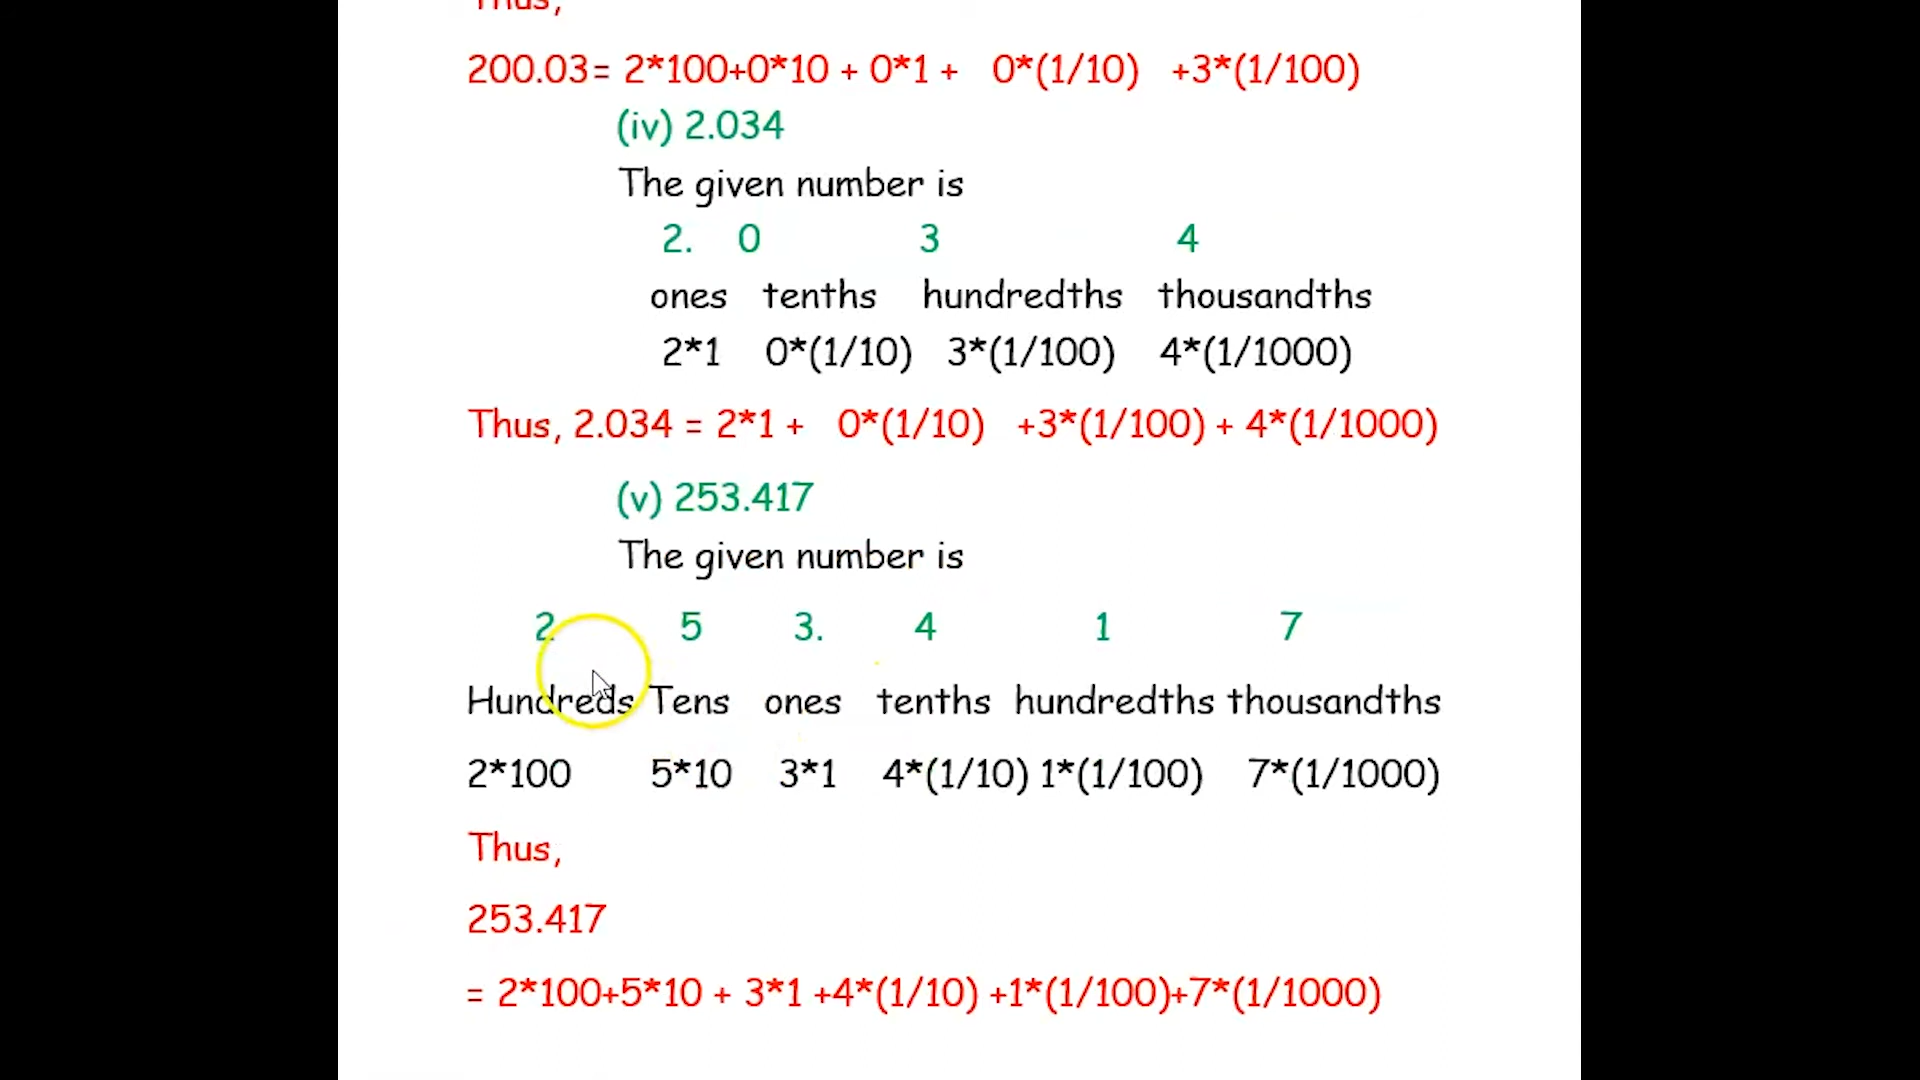 Thus,
200.03= 2*100+0*10 + 0*1 + 0*(1/10) +3*(1/100)
(iv) 2.034
The given number is
2. 0 3 4
ones tenths hundredths thousandths
2*1 0*(1/10) 3*(1/100) 4*(1/1000)
Thus, 2.034 = 2*1 + 0*(1/10) +3*(1/100) + 4*(1/1000)
(v) 253.417
The given number is
2 5 3. 4 1 7
Hundreds Tens ones tenths hundredths thousandths
2*100 5*10 3*1 4*(1/10) 1*(1/100) 7*(1/1000)
Thus,
253.417
= 2*100+5*10 + 3*1 +4*(1/10) +1*(1/100)+7*(1/1000)